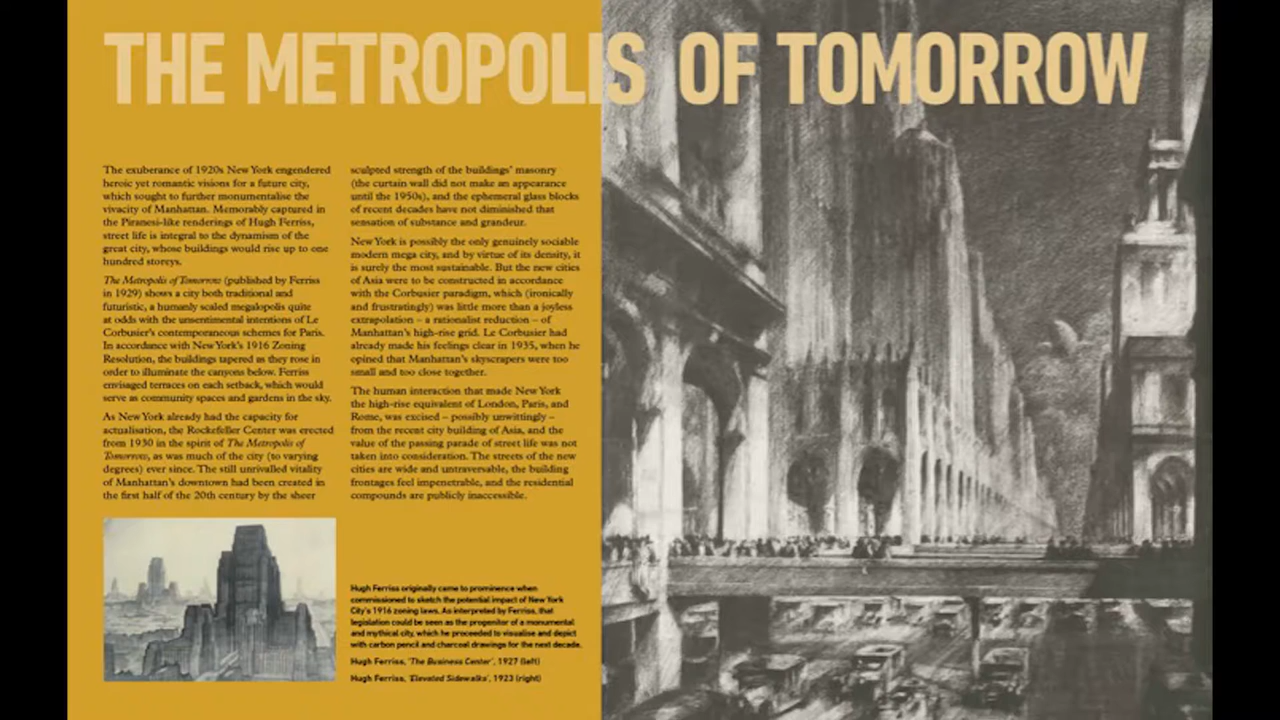 THE METROPOLIS OF TOMORROW
The exuberance of 1920s New York engendered
heroic yet romantic visions for a future city,
which sought to further monumentalise the
vivacity of Manhattan. Memorably captured in
the Piranesi-like renderings of Hugh Ferriss,
street life is integral to the dynamism of the
great city, whose buildings would rise up to one
hundred storeys.
The Metropolis of Tomorrow (published by Ferriss
in 1929) shows a city both traditional and
futuristic, a humanly scaled megalopolis quite
at odds with the unsentimental intentions of Le
Corbusier's contemporaneous schemes for Paris.
In accordance with New York's 1916 Zoning
Resolution, the buildings tapered as they rose in
order to illuminate the canyons below. Ferriss
envisaged terraces on each setback, which would
serve as community spaces and gardens in the sky.
As New York already had the capacity for
actualisation, the Rockefeller Center was erected
from 1930 in the spirit of The Metropolis of
Tomorrow, as was much of the city (to varying
degrees) ever since. The still unrivalled vitality
of Manhattan's downtown had been created in
the first half of the 20th century by the sheer
sculpted strength of the buildings' masonry
(the curtain wall did not make an appearance
until the 1950s), and the ephemeral glass blocks
of recent decades have not diminished that
sensation of substance and grandeur.
New York is possibly the only genuinely sociable
modern mega city, and by virtue of its density, it
is surely the most sustainable. But the new cities
of Asia were to be constructed in accordance
with the Corbusier paradigm, which (ironically
and frustratingly) was little more than a joyless
extrapolation – a rationalist reduction – of
Manhattan's high-rise grid. Le Corbusier had
already made his feelings clear in 1935, when he
opined that Manhattan's skyscrapers were too
small and too close together.
The human interaction that made New York
the high-rise equivalent of London, Paris, and
Rome, was excised – possibly unwittingly –
from the recent city building of Asia, and the
value of the passing parade of street life was not
taken into consideration. The streets of the new
cities are wide and untraversable, the building
frontages feel impenetrable, and the residential
compounds are publicly inaccessible.
Hugh Ferriss originally came to prominence when
commissioned to sketch the potential impact of New York
City's 1916 zoning laws. As interpreted by Ferriss, that
legislation could be seen as the progenitor of a monumental
and mythical city, which he proceeded to visualise and depict
with carbon pencil and charcoal drawings for the next decade.
Hugh Ferriss, 'The Business Center', 1927 (left)
Hugh Ferriss, 'Elevated Sidewalks', 1923 (right)